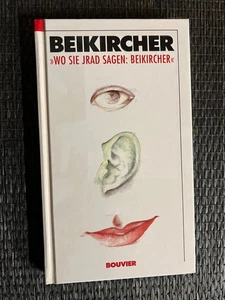 BEIKIRCHER
»WO SIE JRAD SAGEN: BEIKIRCHER«
BOUVIER